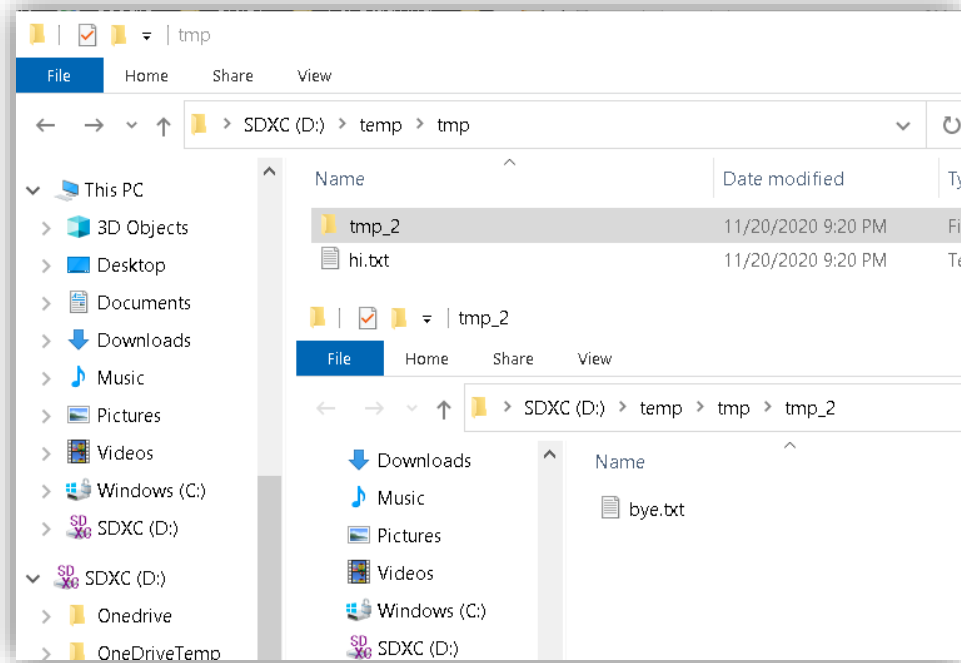 tmp
File Home Share View
SDXC (D:) > temp > tmp
Name Date modified
This PC
3D Objects
Desktop
Documents
Downloads
Music
Pictures
Videos
Windows (C:)
SDXC (D:)
SDXC (D:)
Onedrive
OneDriveTemp
tmp_2 11/20/2020 9:20 PM
hi.txt 11/20/2020 9:20 PM
tmp_2
File Home Share View
SDXC (D:) > temp > tmp > tmp_2
Downloads
Music
Pictures
Videos
Windows (C:)
SDXC (D:)
Name
bye.txt